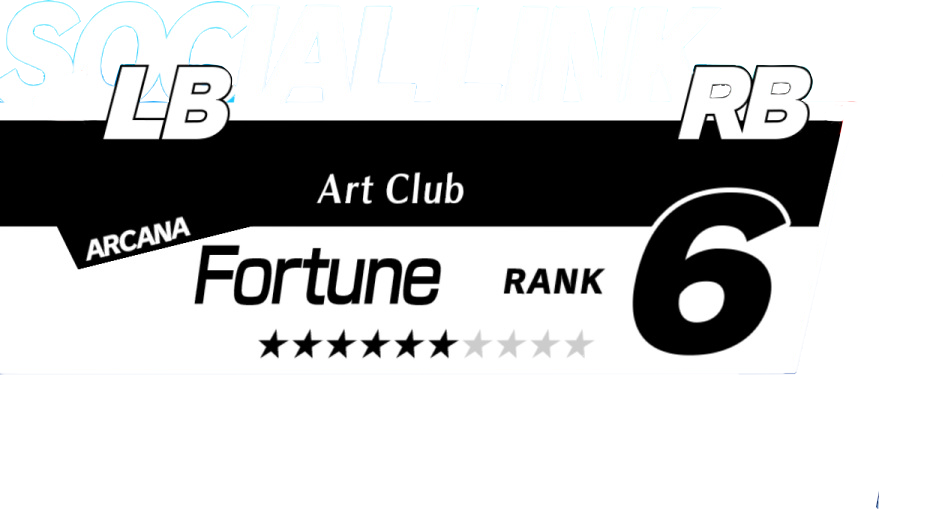 SOCIAL LINK
LB
RB
Art Club
ARCANA
Fortune
RANK
6
★★★★★★★★★★